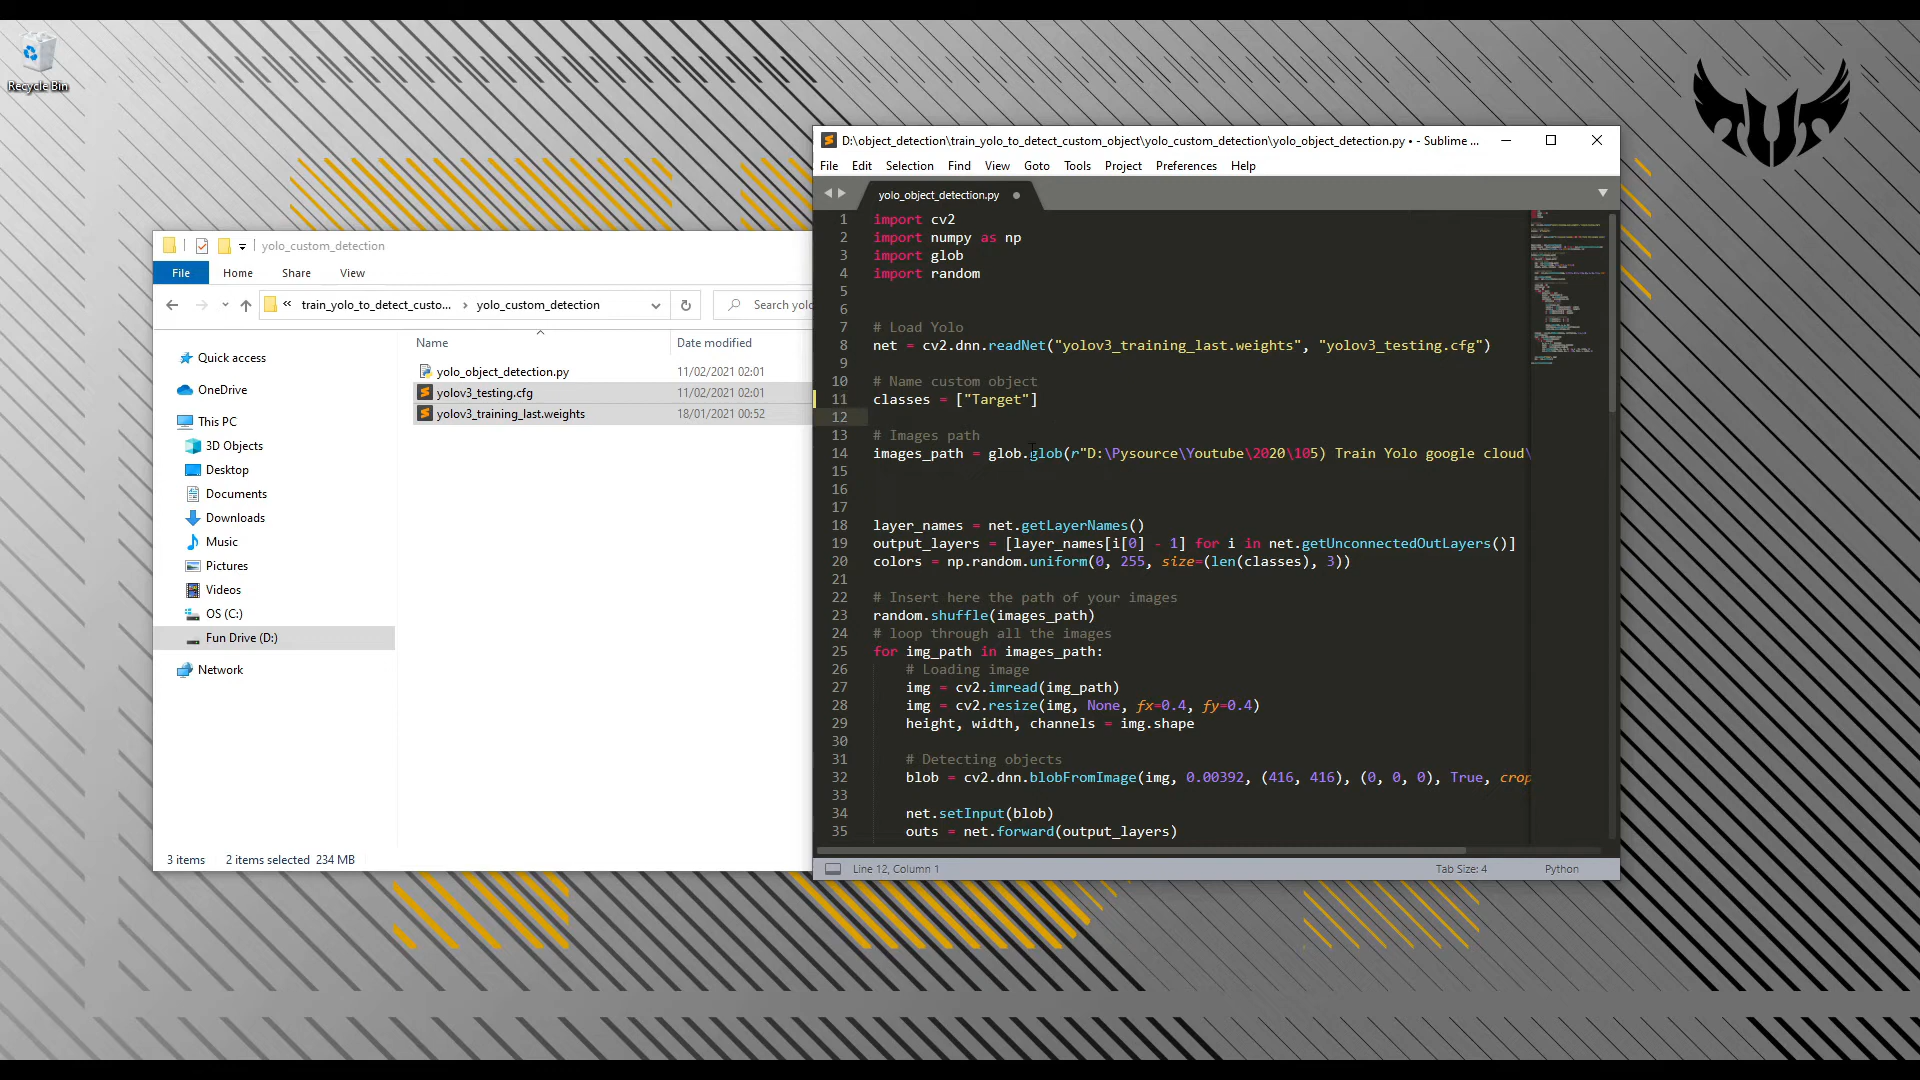 Recycle Bin
yolo_custom_detection
File Home Share View
« train_yolo_to_detect_custo... › yolo_custom_detection
Search yolo
Name Date modified
Quick access
OneDrive
This PC
3D Objects
Desktop
Documents
Downloads
Music
Pictures
Videos
OS (C:)
Fun Drive (D:)
Network
yolo_object_detection.py 11/02/2021 02:01
yolov3_testing.cfg 11/02/2021 02:01
yolov3_training_last.weights 18/01/2021 00:52
3 items 2 items selected 234 MB
D:\object_detection\train_yolo_to_detect_custom_object\yolo_custom_detection\yolo_object_detection.py • - Sublime ...
File Edit Selection Find View Goto Tools Project Preferences Help
yolo_object_detection.py
1 import cv2
2 import numpy as np
3 import glob
4 import random
5
6
7 # Load Yolo
8 net = cv2.dnn.readNet("yolov3_training_last.weights", "yolov3_testing.cfg")
9
10 # Name custom object
11 classes = ["Target"]
12
13 # Images path
14 images_path = glob.glob(r"D:\Pysource\Youtube\2020\105) Train Yolo google cloud\
15
16
17
18 layer_names = net.getLayerNames()
19 output_layers = [layer_names[i[0] - 1] for i in net.getUnconnectedOutLayers()]
20 colors = np.random.uniform(0, 255, size=(len(classes), 3))
21
22 # Insert here the path of your images
23 random.shuffle(images_path)
24 # loop through all the images
25 for img_path in images_path:
26 # Loading image
27 img = cv2.imread(img_path)
28 img = cv2.resize(img, None, fx=0.4, fy=0.4)
29 height, width, channels = img.shape
30
31 # Detecting objects
32 blob = cv2.dnn.blobFromImage(img, 0.00392, (416, 416), (0, 0, 0), True, crop
33
34 net.setInput(blob)
35 outs = net.forward(output_layers)
Line 12, Column 1 Tab Size: 4 Python